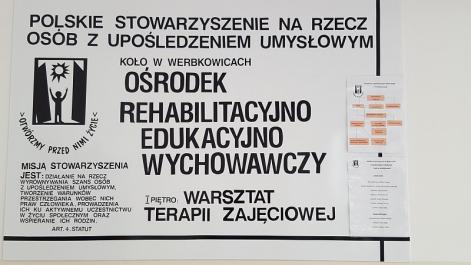 POLSKIE STOWARZYSZENIE NA RZECZ
OSÓB Z UPOŚLEDZENIEM UMYSŁOWYM
KOŁO W WERBKOWICACH
OŚRODEK
REHABILITACYJNO
EDUKACYJNO
WYCHOWAWCZY
I PIĘTRO: WARSZTAT
TERAPII ZAJĘCIOWEJ
>OTWÓRZMY PRZED NIMI ŻYCIE<
MISJA STOWARZYSZENIA
JEST: DZIAŁANIE NA RZECZ
WYRÓWNYWANIA SZANS OSÓB
Z UPOŚLEDZENIEM UMYSŁOWYM,
TWORZENIE WARUNKÓW
PRZESTRZEGANIA WOBEC NICH
PRAW CZŁOWIEKA, PROWADZENIA
ICH KU AKTYWNEMU UCZESTNICTWU
W ŻYCIU SPOŁECZNYM ORAZ
WSPIERANIE ICH RODZIN.
ART. 4. STATUT